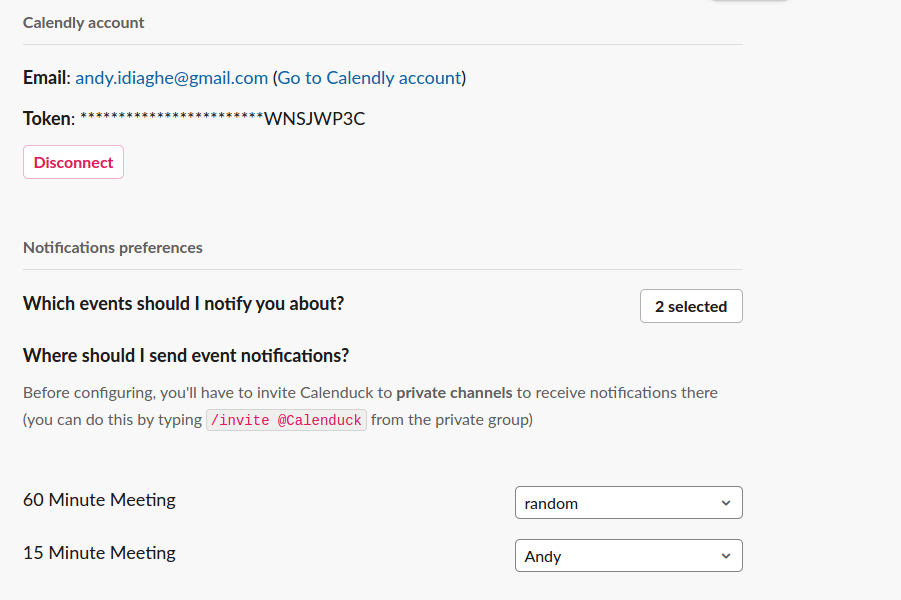 Calendly account
Email: andy.idiaghe@gmail.com (Go to Calendly account)
Token: ************************WNSJWP3C
Disconnect
Notifications preferences
Which events should I notify you about?
2 selected
Where should I send event notifications?
Before configuring, you'll have to invite Calenduck to private channels to receive notifications there
(you can do this by typing /invite @Calenduck from the private group)
60 Minute Meeting
random
15 Minute Meeting
Andy